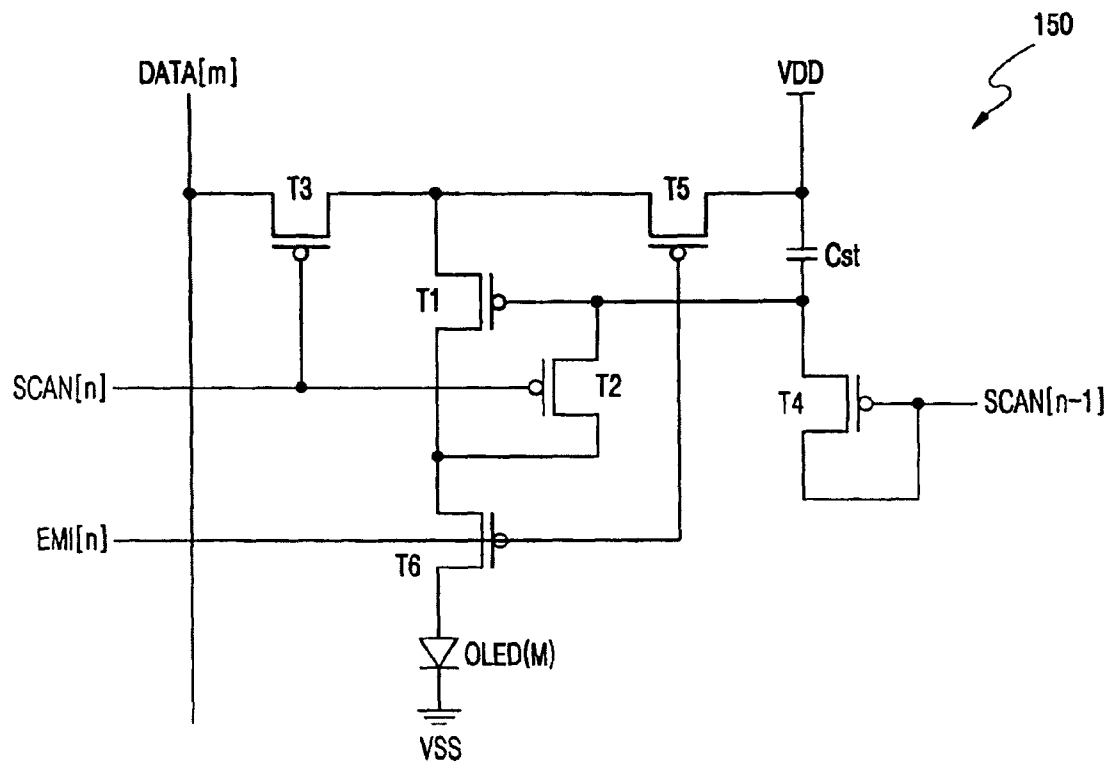 150
DATA[m]
VDD
T3
T5
Cst
T1
T2
SCAN[n]
T4
SCAN[n-1]
EMI[n]
T6
OLED(M)
VSS